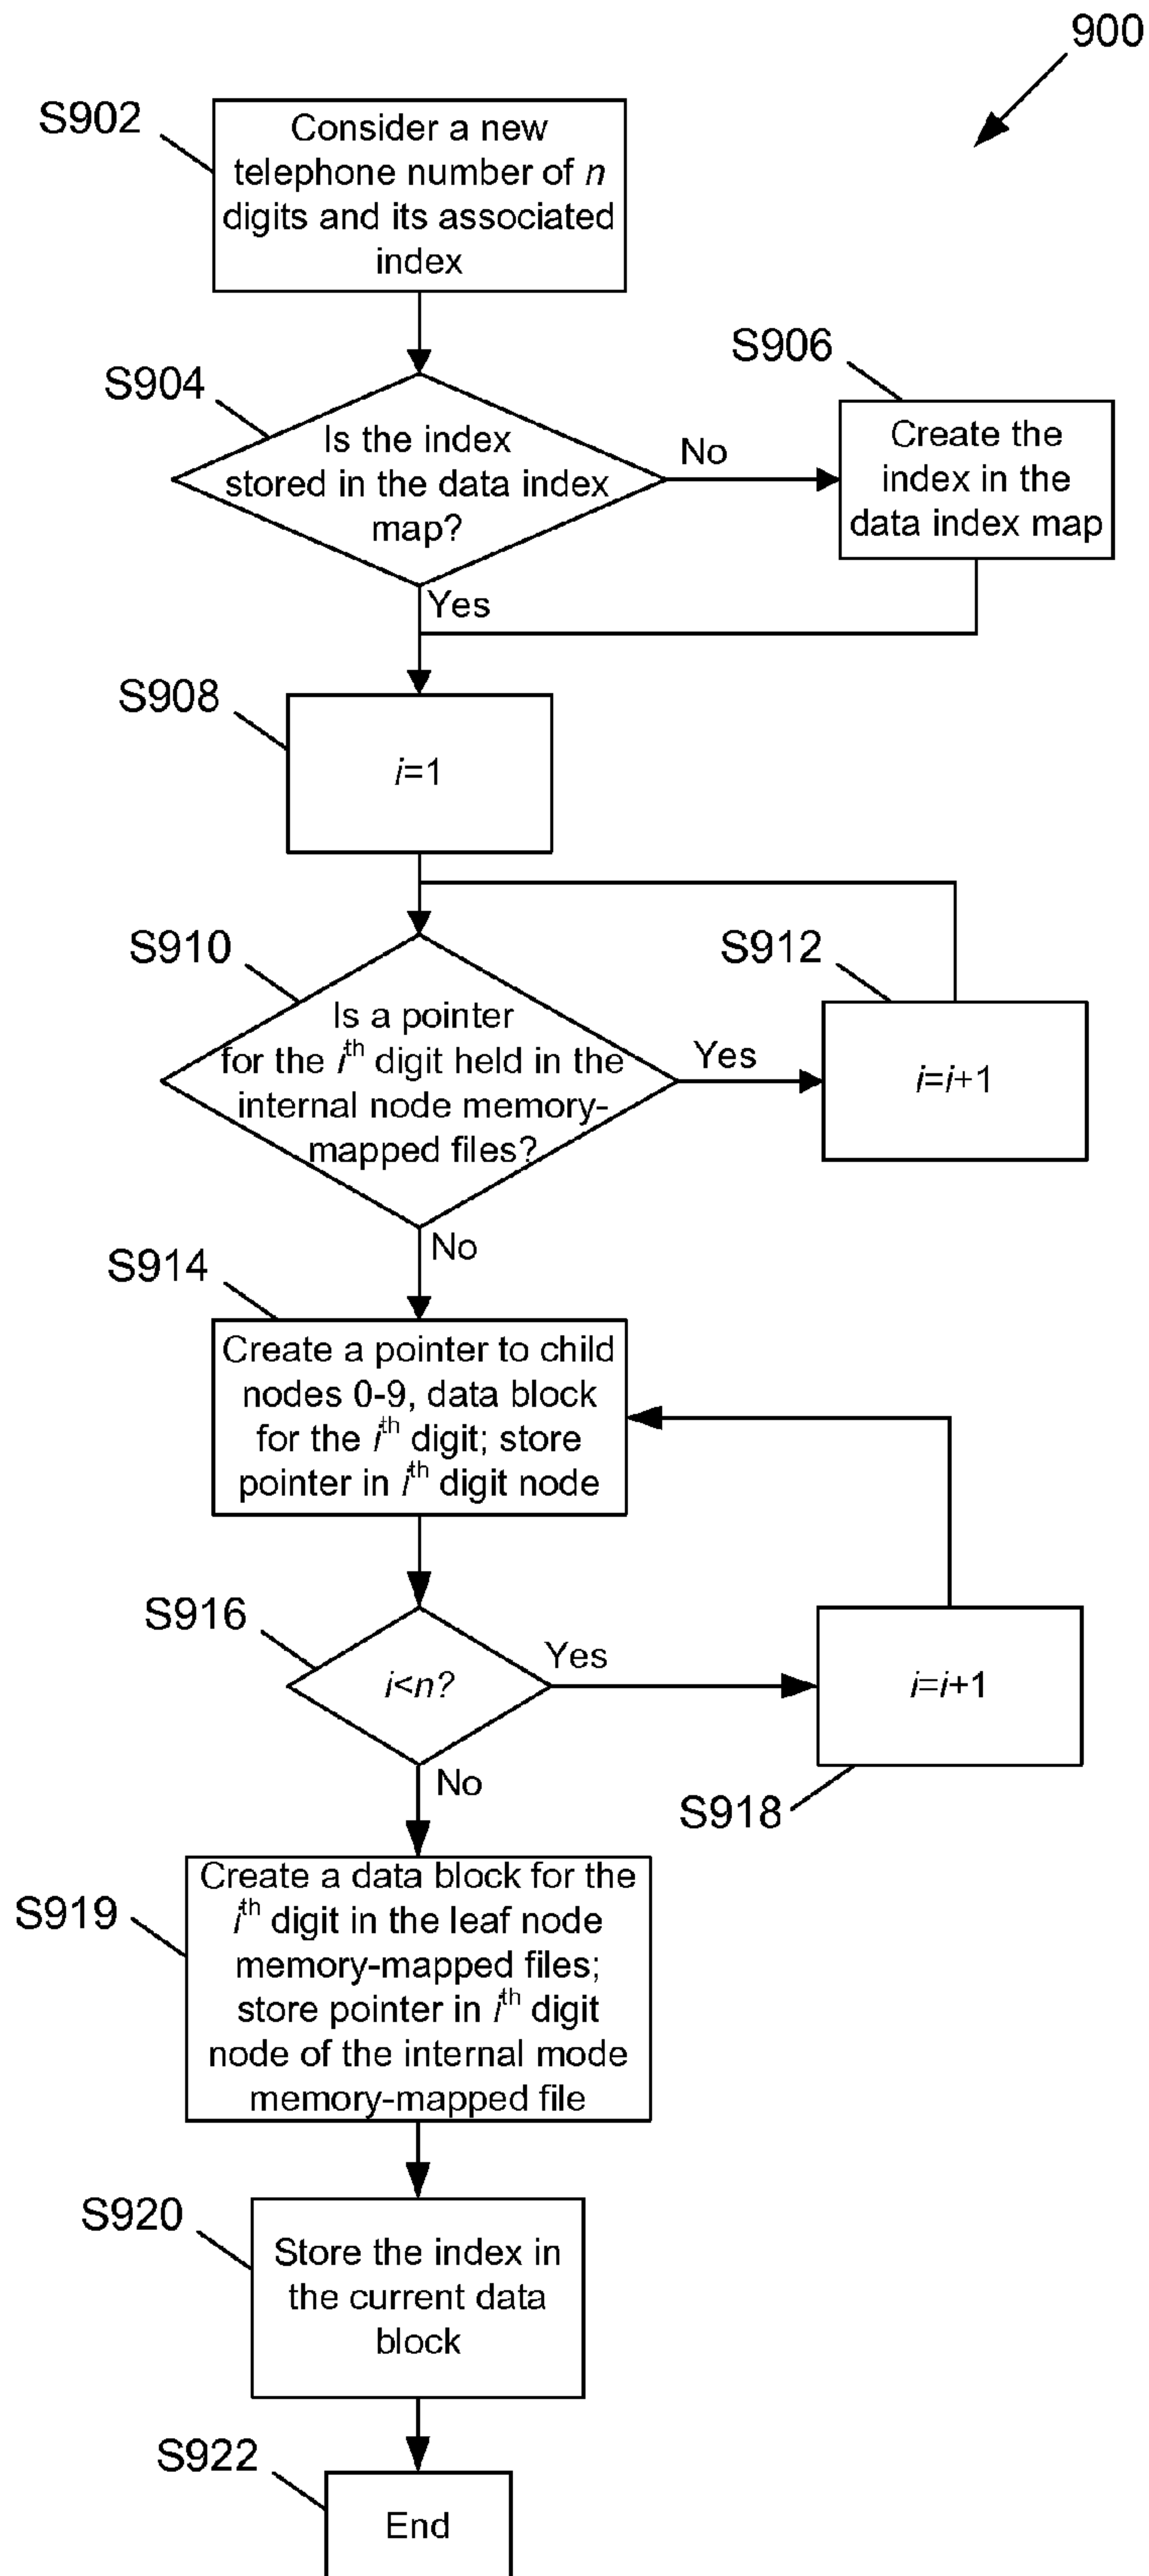 900
S902
Consider a new
telephone number of n
digits and its associated
index
S904
Is the index
stored in the data index
map?
No
S906
Create the
index in the
data index map
Yes
S908
i=1
S910
Is a pointer
for the ith digit held in the
internal node memory-
mapped files?
Yes
S912
i=i+1
No
S914
Create a pointer to child
nodes 0-9, data block
for the ith digit; store
pointer in ith digit node
S916
i<n?
Yes
i=i+1
S918
No
S919
Create a data block for the
ith digit in the leaf node
memory-mapped files;
store pointer in ith digit
node of the internal mode
memory-mapped file
S920
Store the index in
the current data
block
S922
End